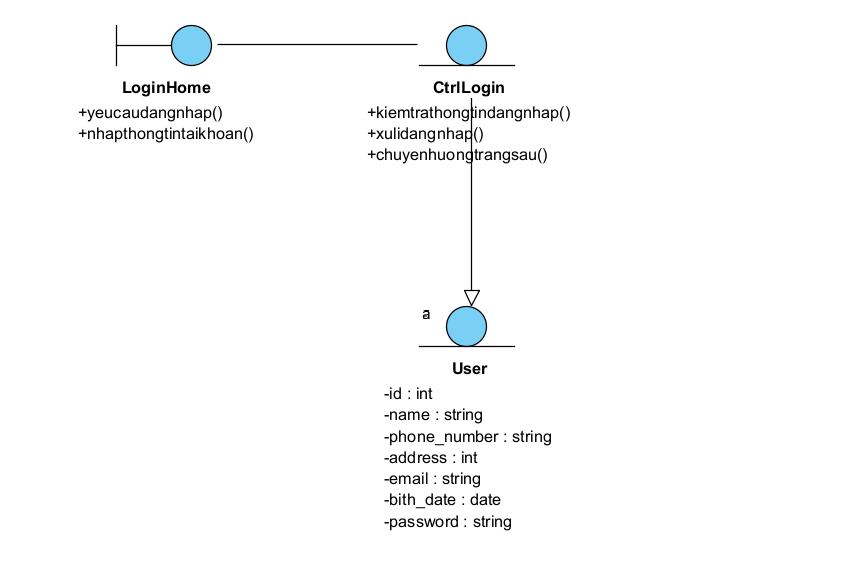 LoginHome
+yeucaudangnhap()
+nhapthongtintaikhoan()
CtrlLogin
+kiemtrathongtindangnhap()
+xulidangnhap()
+chuyenhuongtrangsau()
User
-id : int
-name : string
-phone_number : string
-address : int
-email : string
-bith_date : date
-password : string